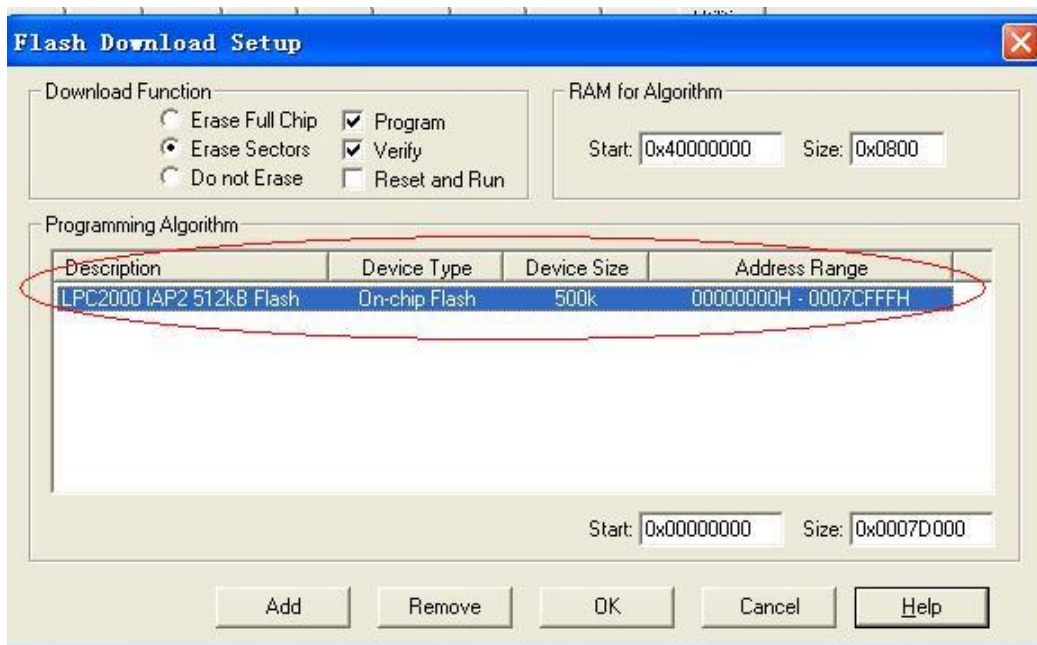 Flash Download Setup
Download Function
Erase Full Chip
Program
Erase Sectors
Verify
Do not Erase
Reset and Run
RAM for Algorithm
Start: 0x40000000 Size: 0x0800
Programming Algorithm
Description Device Type Device Size Address Range
LPC2000 IAP2 512kB Flash On-chip Flash 500k 00000000H - 0007CFFFH
Start: 0x00000000 Size: 0x0007D000
Add Remove OK Cancel Help